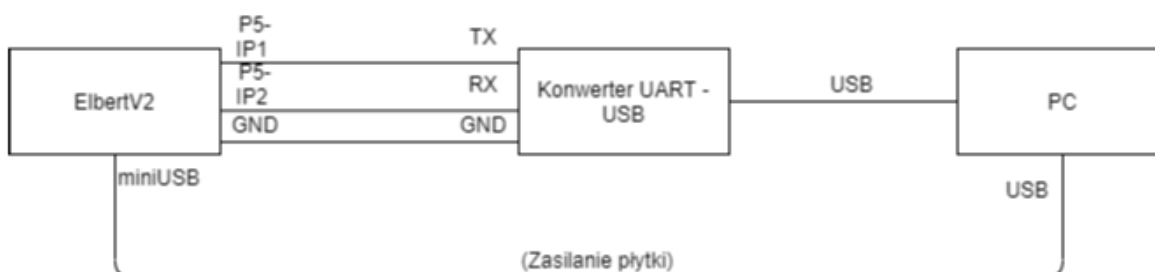 P5-
IP1
TX
P5-
IP2
RX
GND
GND
ElbertV2
Konwerter UART -
USB
USB
PC
miniUSB
USB
(Zasilanie płytki)